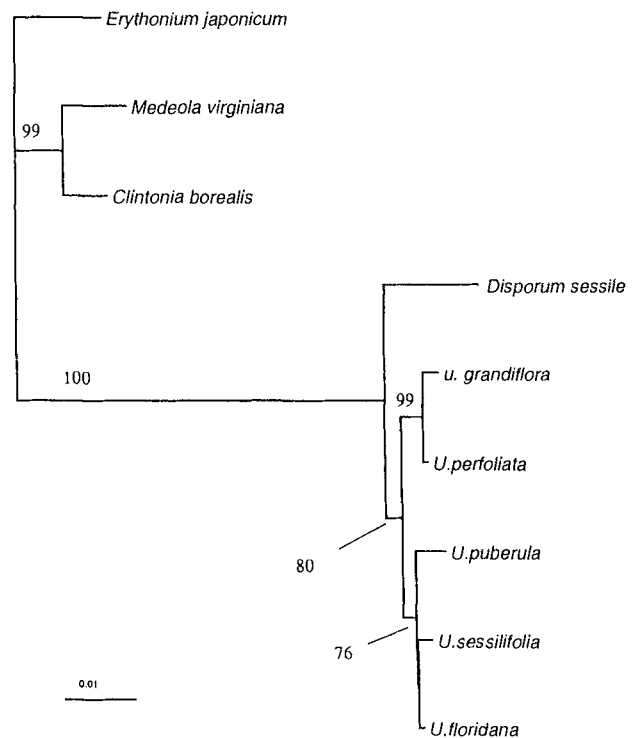 Erythonium japonicum
Medeola virginiana
99
Clintonia borealis
Disporum sessile
100
u. grandiflora
99
U.perfoliata
U.puberula
80
U.sessilifolia
76
0.01
U.floridana